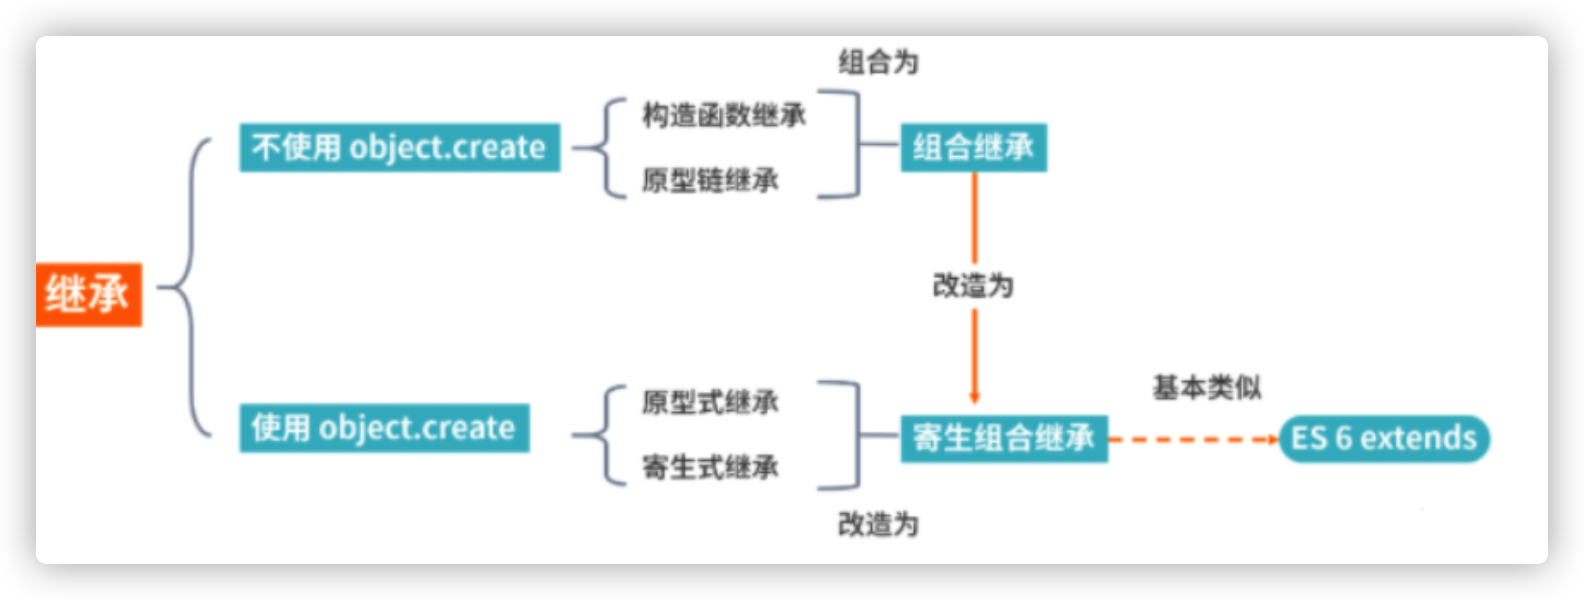 组合为
构造函数继承
不使用 object.create
组合继承
原型链继承
继承
改造为
原型式继承
基本类似
使用 object.create
寄生组合继承
ES 6 extends
寄生式继承
改造为